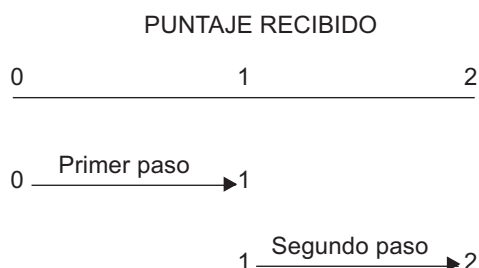 PUNTAJE RECIBIDO
0 1 2
Primer paso
0 1
Segundo paso
1 2